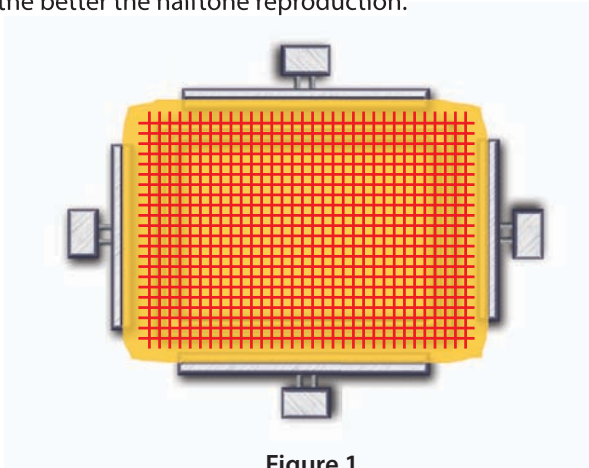 the better the halftone reproduction.
Figure 1